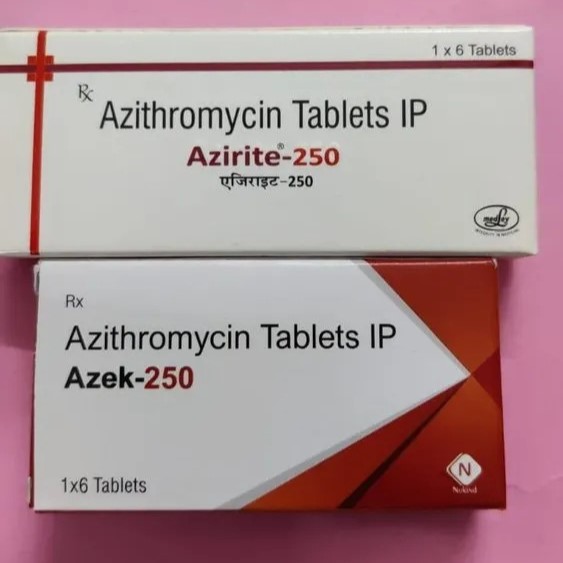 1 x 6 Tablets
Rx
Azithromycin Tablets IP
Azirite®-250
एजिराइट-250
medley
Rx
Azithromycin Tablets IP
Azek-250
1x6 Tablets
N